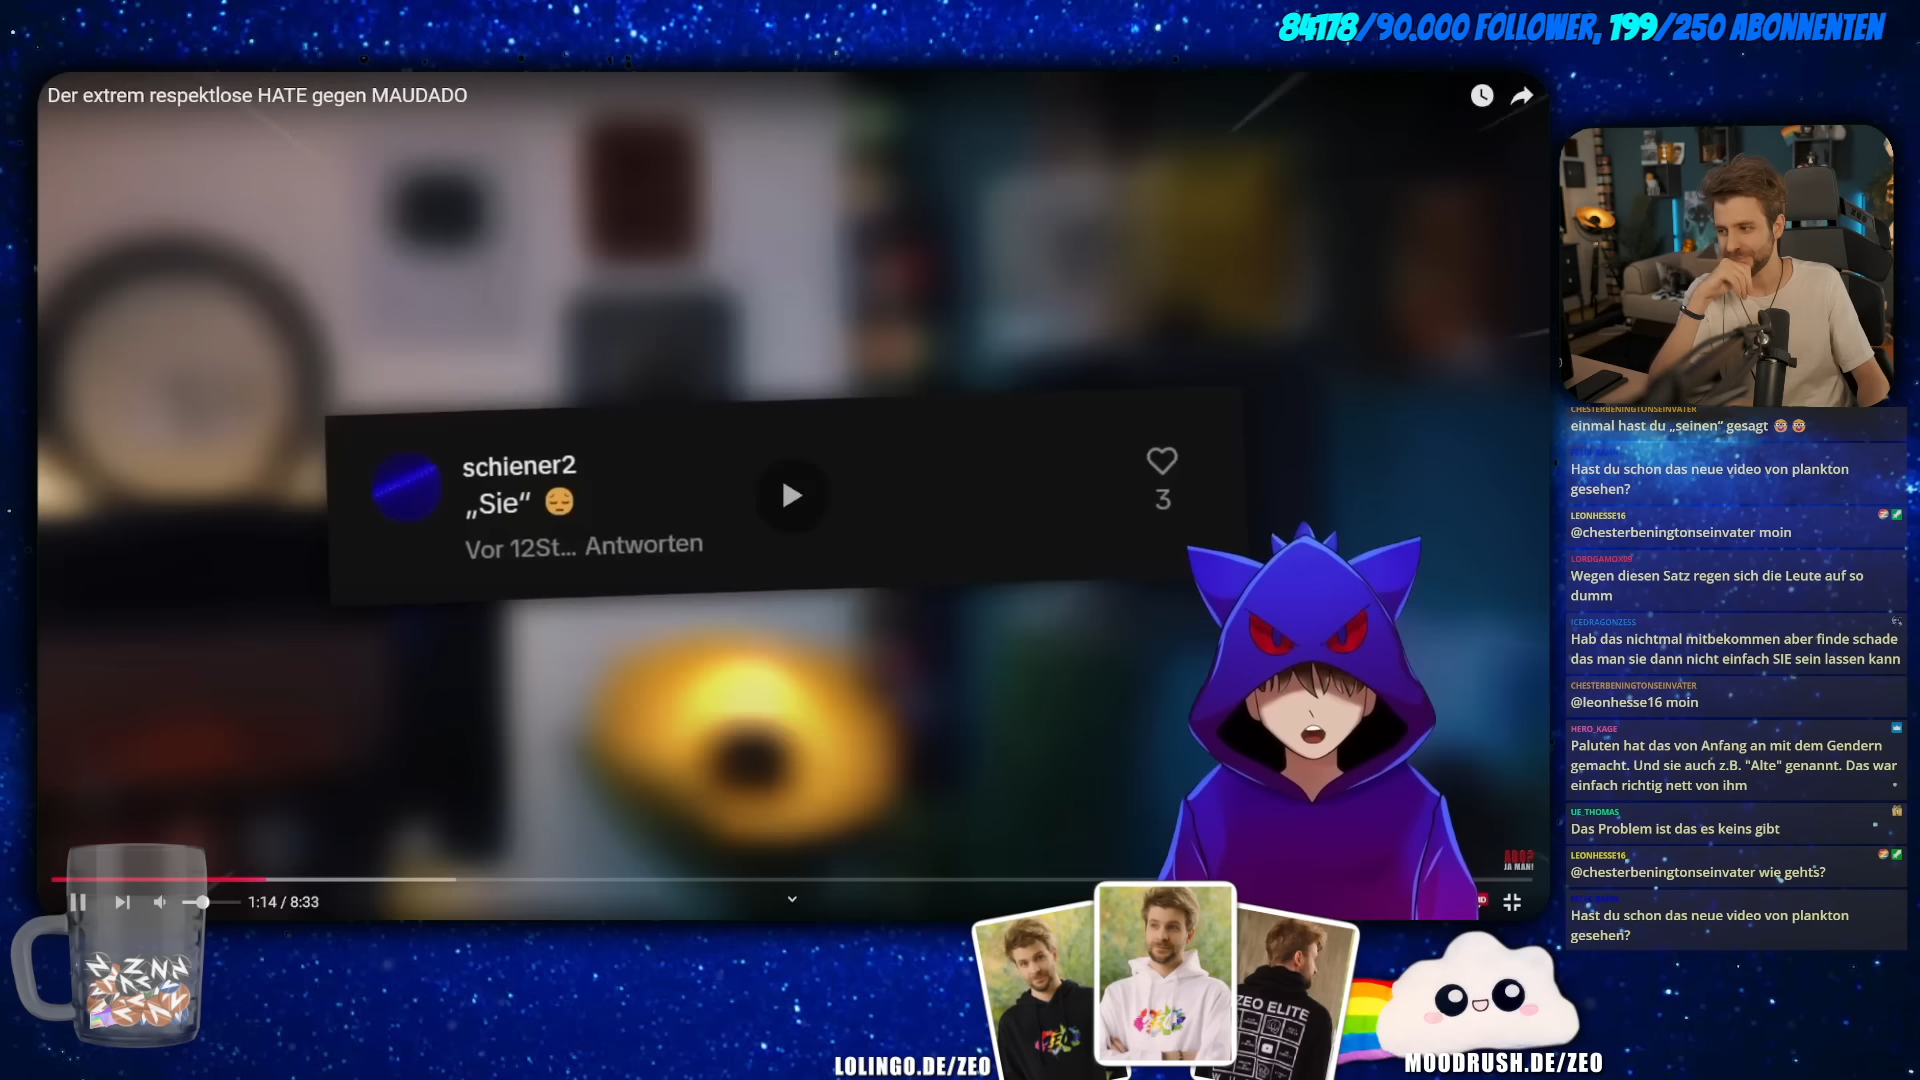 84178/90.000 FOLLOWER, 199/250 ABONNENTEN
Der extrem respektlose HATE gegen MAUDADO
schiener2
„Sie“ 😔
Vor 12St... Antworten
3
ABO?
JA MAN!
1:14 / 8:33
CHESTERBENINGTONSEINVATER
einmal hast du „seinen“ gesagt
Hast du schon das neue video von plankton
gesehen?
LEONHESSE16
@chesterbeningtonseinvater moin
LORDGAMOX09
Wegen diesen Satz regen sich die Leute auf so
dumm
ICEDRAGONZESS
Hab das nichtmal mitbekommen aber finde schade
das man sie dann nicht einfach SIE sein lassen kann
CHESTERBENINGTONSEINVATER
@leonhesse16 moin
HERO_KAGE
Paluten hat das von Anfang an mit dem Gendern
gemacht. Und sie auch z.B. "Alte" genannt. Das war
einfach richtig nett von ihm
UE_THOMAS
Das Problem ist das es keins gibt
LEONHESSE16
@chesterbeningtonseinvater wie gehts?
Hast du schon das neue video von plankton
gesehen?
ZEO ELITE
LOLINGO.DE/ZEO
MOODRUSH.DE/ZEO